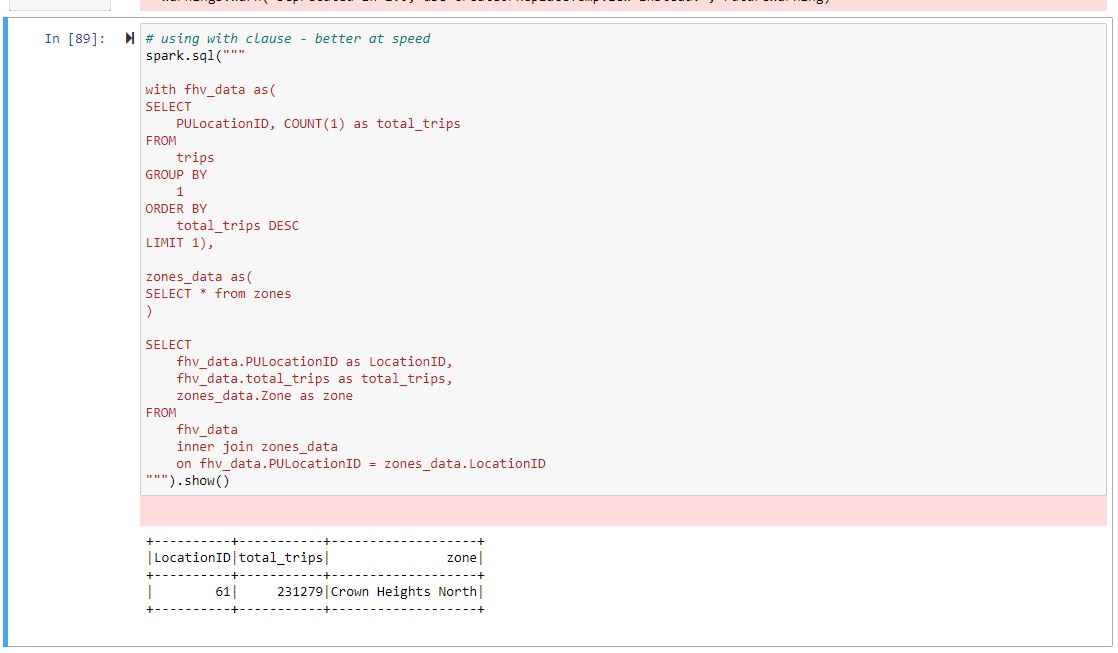 In [89]:
# using with clause - better at speed
spark.sql("""
with fhv_data as(
SELECT
PULocationID, COUNT(1) as total_trips
FROM
trips
GROUP BY
1
ORDER BY
total_trips DESC
LIMIT 1),
zones_data as(
SELECT * from zones
)
SELECT
fhv_data.PULocationID as LocationID,
fhv_data.total_trips as total_trips,
zones_data.Zone as zone
FROM
fhv_data
inner join zones_data
on fhv_data.PULocationID = zones_data.LocationID
""").show()
+----------+-----------+-------------------+
|LocationID|total_trips|               zone|
+----------+-----------+-------------------+
|        61|     231279|Crown Heights North|
+----------+-----------+-------------------+